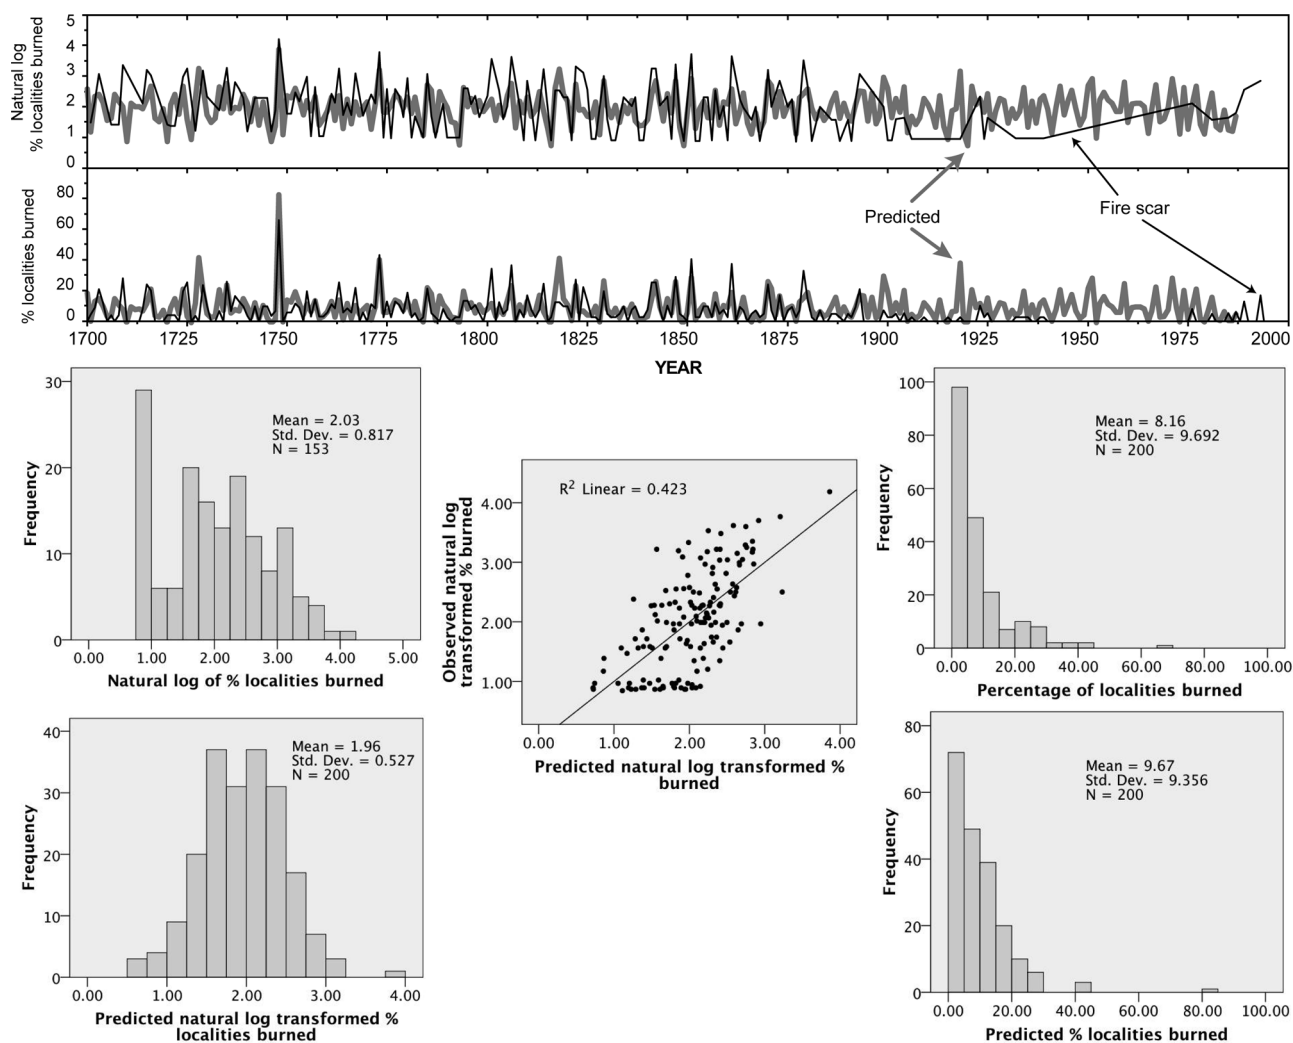 Natural log
% localities burned
5
4
3
2
1
0
% localities burned
80
60
40
20
0
Predicted
Fire scar
1700 1725 1750 1775 1800 1825 1850 1875 1900 1925 1950 1975 2000
YEAR
Frequency
30
20
10
0
Mean = 2.03
Std. Dev. = 0.817
N = 153
0.00 1.00 2.00 3.00 4.00 5.00
Natural log of % localities burned
Frequency
40
30
20
10
0
Mean = 1.96
Std. Dev. = 0.527
N = 200
0.00 1.00 2.00 3.00 4.00
Predicted natural log transformed %
localities burned
Observed natural log
transformed % burned
4.00
3.00
2.00
1.00
R² Linear = 0.423
0.00 1.00 2.00 3.00 4.00
Predicted natural log transformed %
burned
Frequency
100
80
60
40
20
0
Mean = 8.16
Std. Dev. = 9.692
N = 200
0.00 20.00 40.00 60.00 80.00 100.00
Percentage of localities burned
Frequency
80
60
40
20
0
Mean = 9.67
Std. Dev. = 9.356
N = 200
0.00 20.00 40.00 60.00 80.00 100.00
Predicted % localities burned